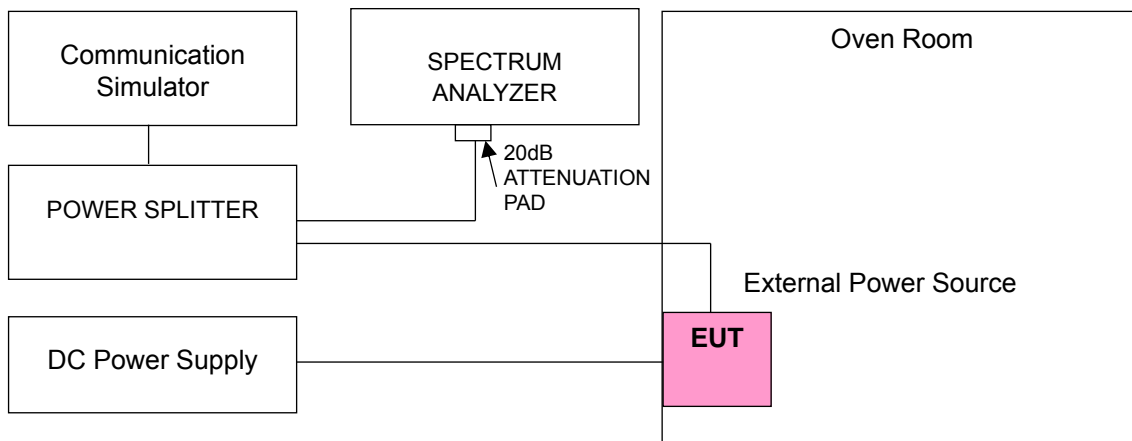 Communication
Simulator
SPECTRUM
ANALYZER
Oven Room
20dB
ATTENUATION
PAD
POWER SPLITTER
External Power Source
EUT
DC Power Supply